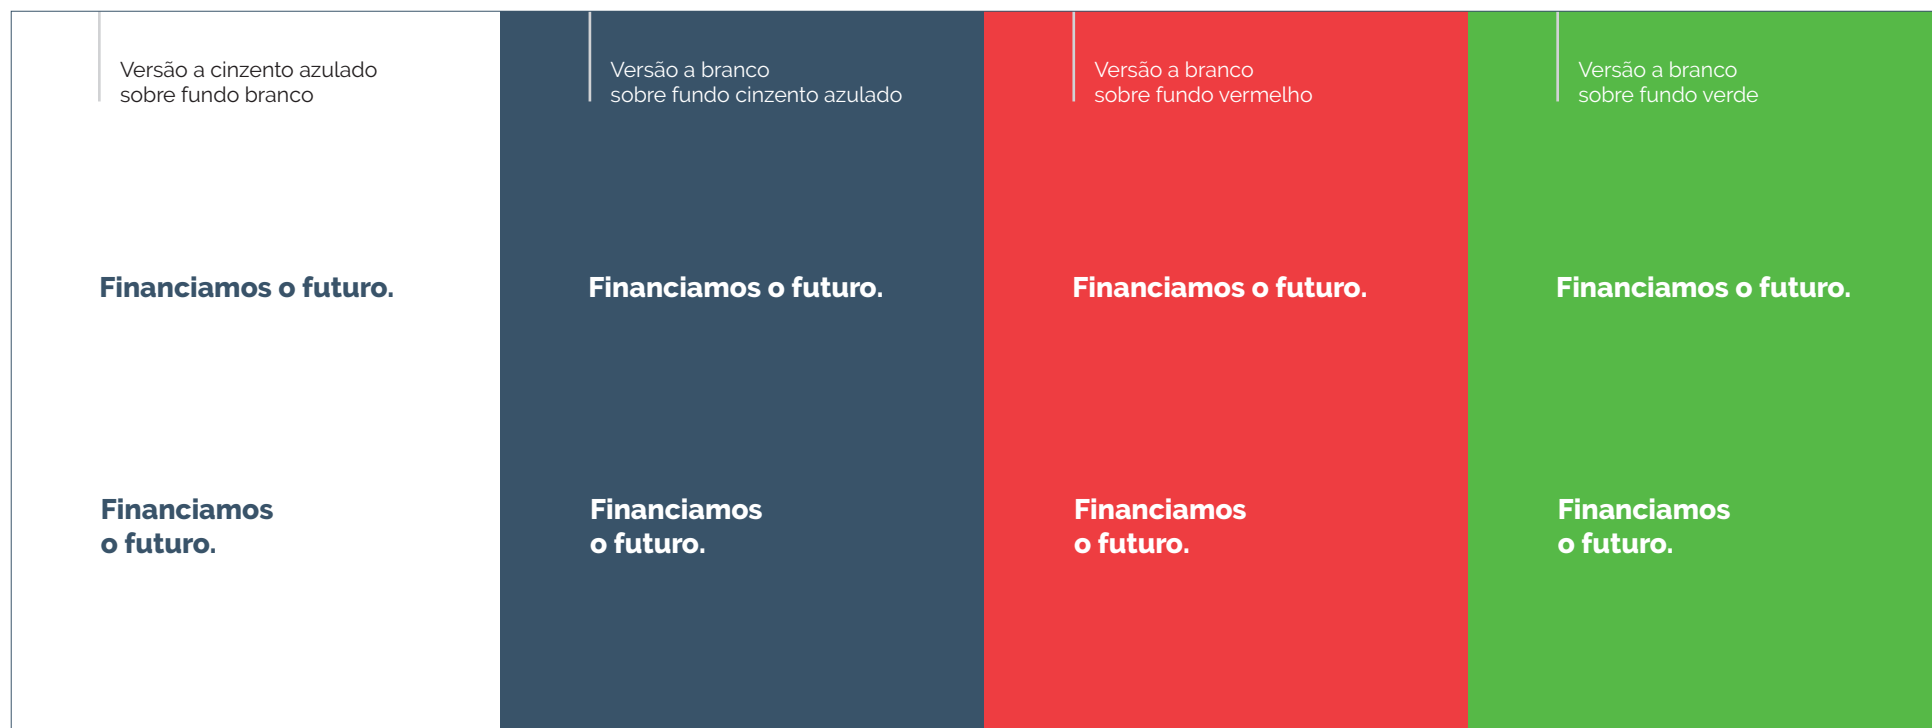 Versão a cinzento azulado
sobre fundo branco
Financiamos o futuro.
Financiamos
o futuro.
Versão a branco
sobre fundo cinzento azulado
Financiamos o futuro.
Financiamos
o futuro.
Versão a branco
sobre fundo vermelho
Financiamos o futuro.
Financiamos
o futuro.
Versão a branco
sobre fundo verde
Financiamos o futuro.
Financiamos
o futuro.